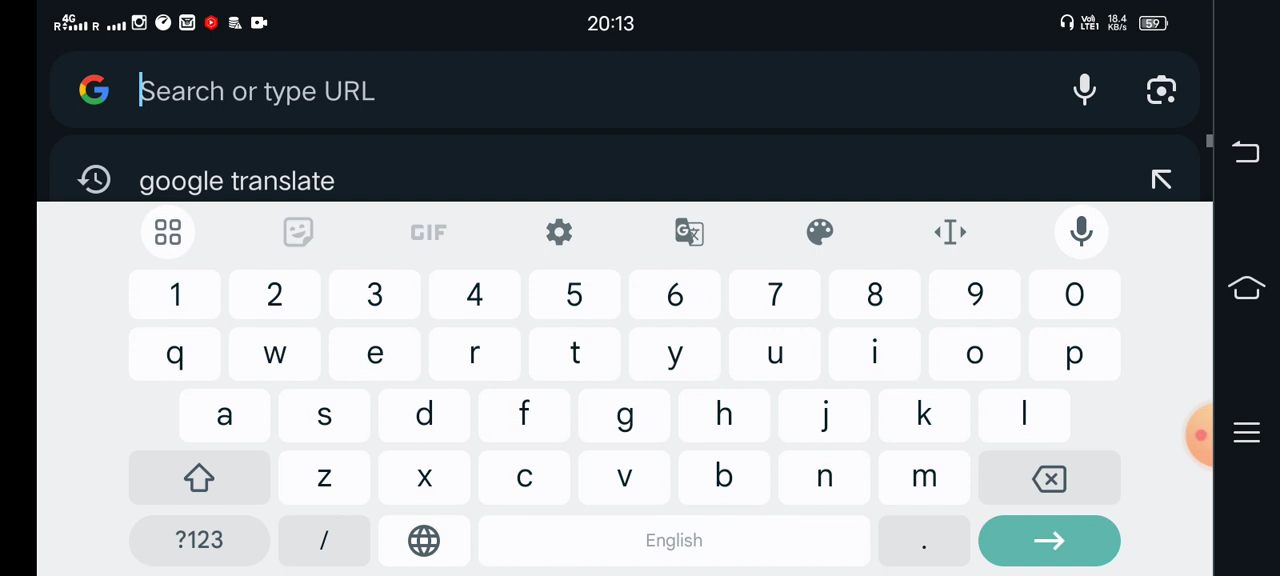 4G R R 20:13 Voli LTE1 18.4 KB/s 59
Search or type URL
google translate
GIF
1 2 3 4 5 6 7 8 9 0
q w e r t y u i o p
a s d f g h j k l
z x c v b n m
?123 / English .